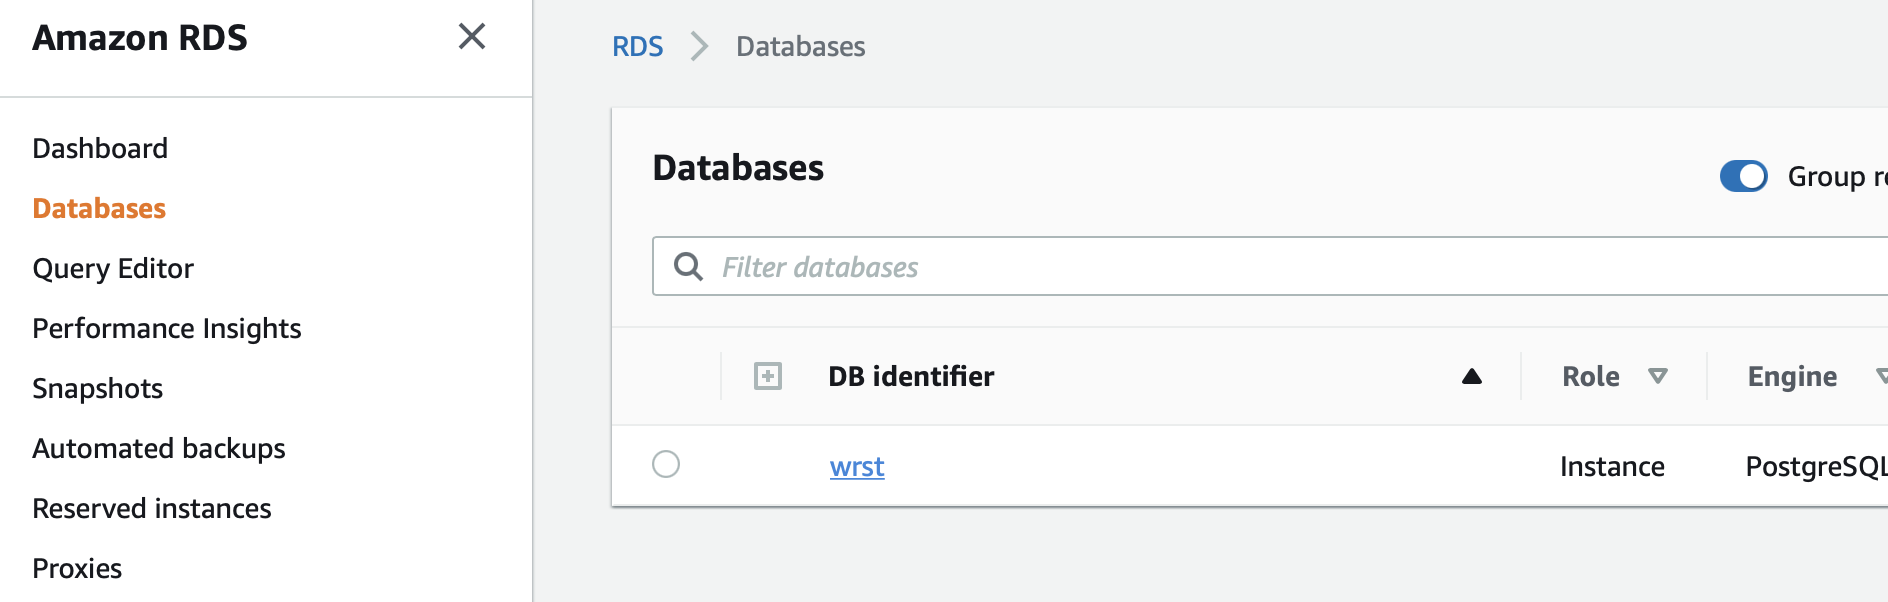 Amazon RDS
Dashboard
Databases
Query Editor
Performance Insights
Snapshots
Automated backups
Reserved instances
Proxies
RDS > Databases
Databases
Group
Filter databases
DB identifier Role Engine
wrst Instance PostgreSQL